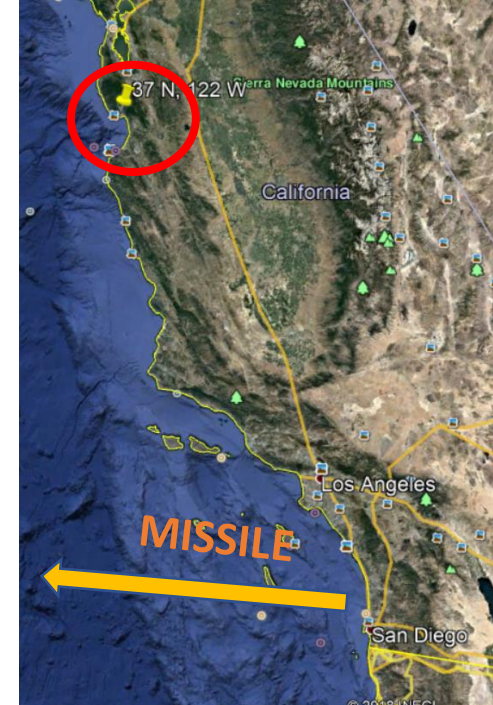 37 N, 122 W
Sierra Nevada Mountains
California
Los Angeles
MISSILE
San Diego